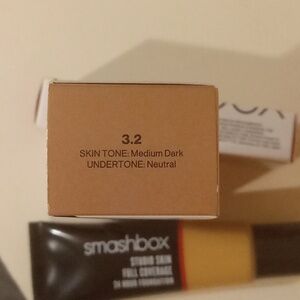 3.2
SKIN TONE: Medium Dark
UNDERTONE: Neutral
smashbox
STUDIO SKIN
FULL COVERAGE
24 HOUR FOUNDATION